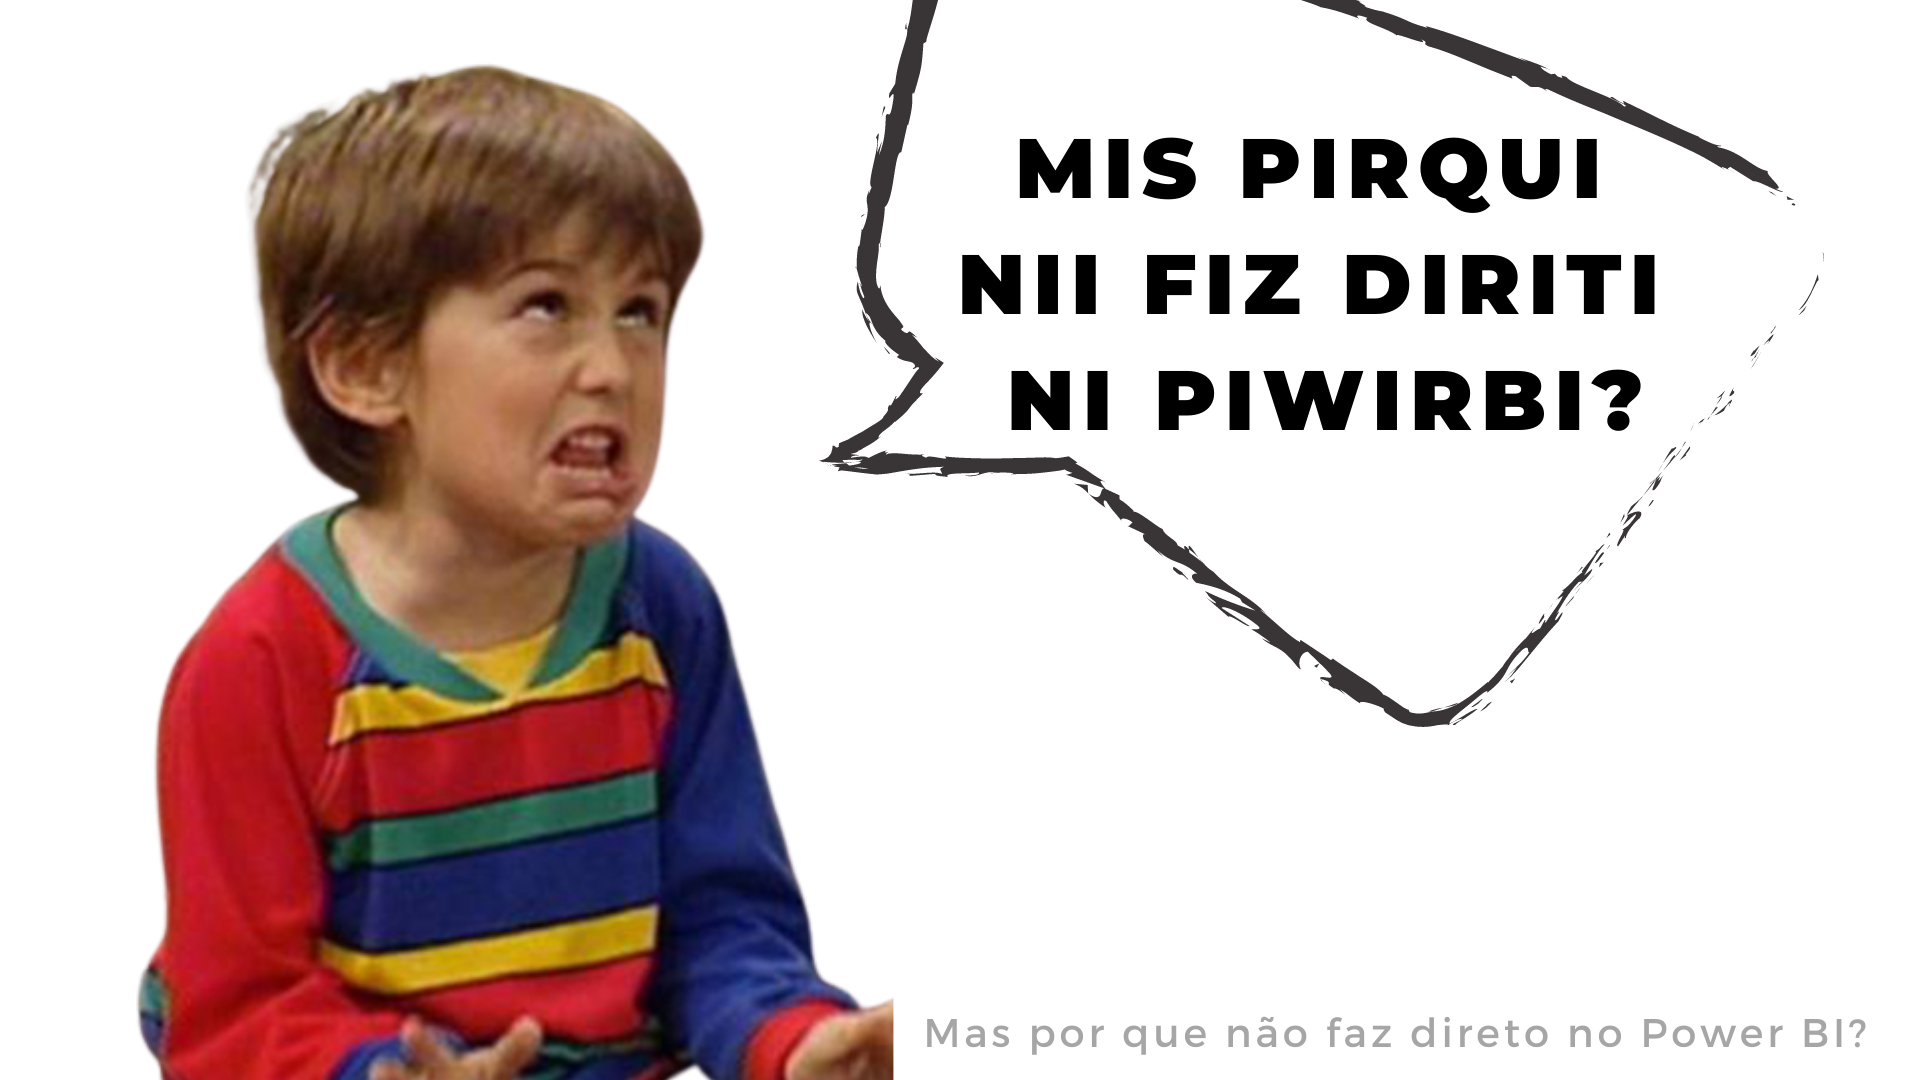 MIS PIRQUI
NII FIZ DIRITI
NI PIWIRBI?
Mas por que não faz direto no Power BI?